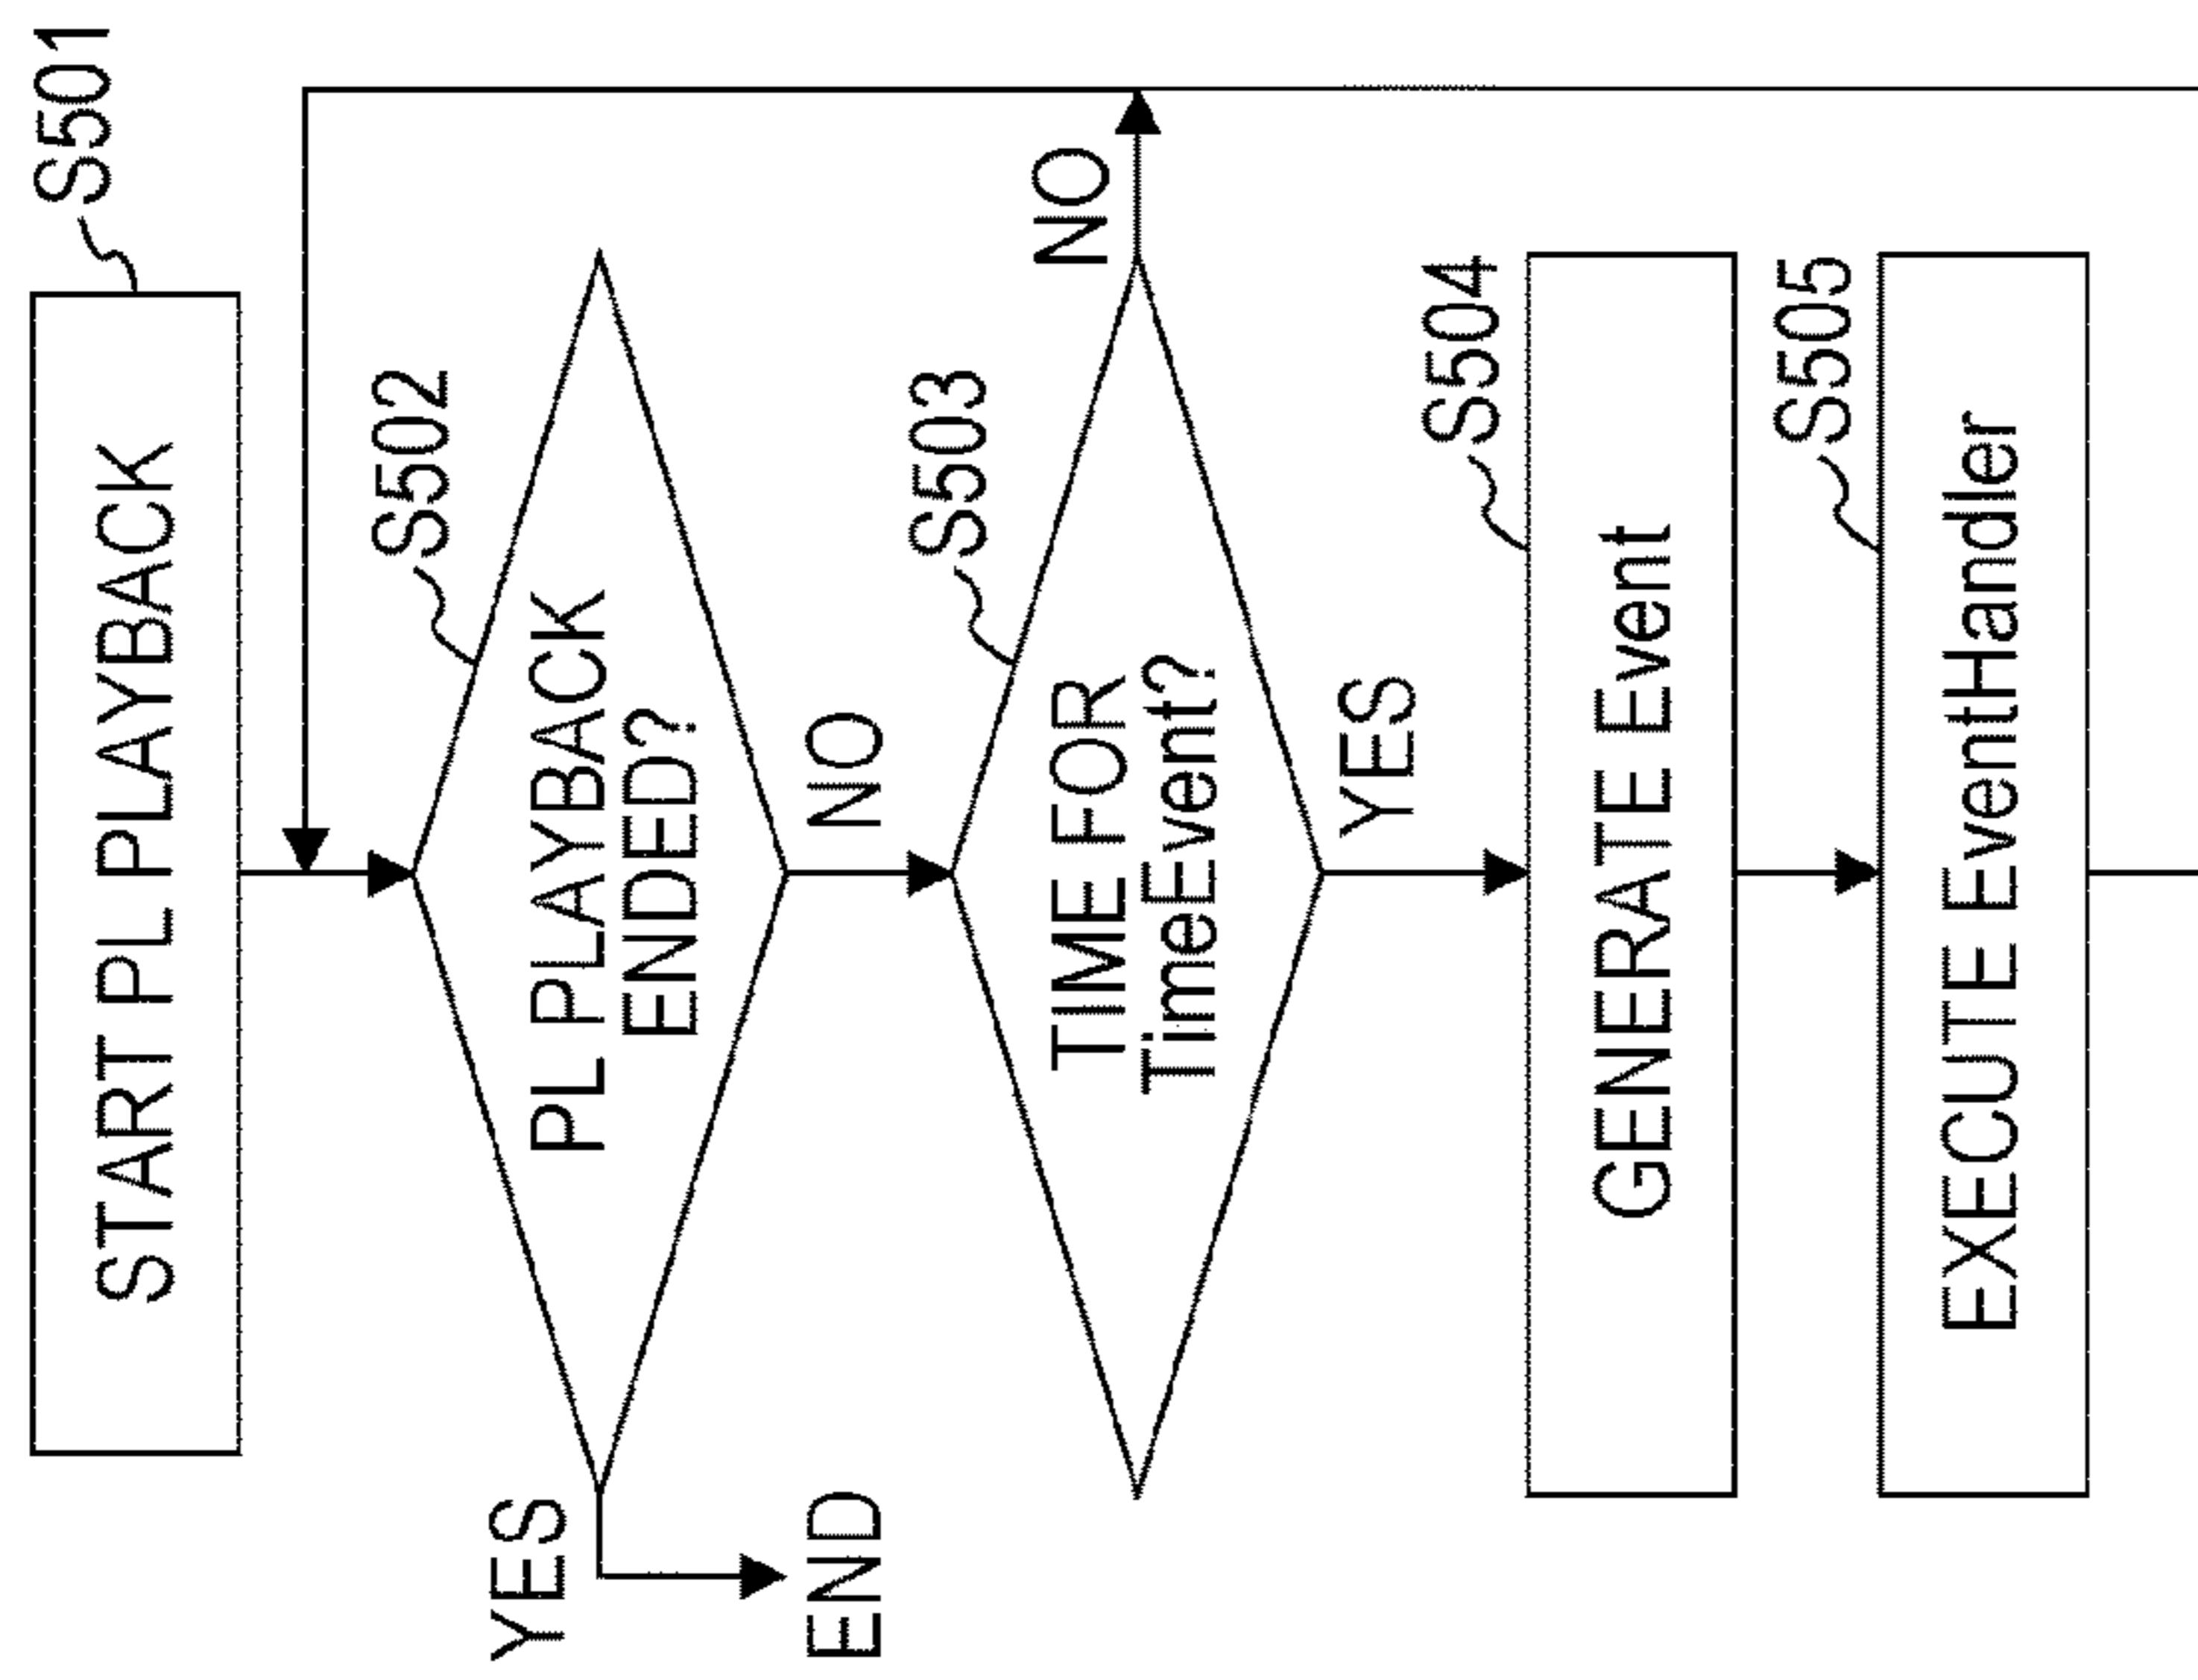 START PL PLAYBACK
S501
S502
PL PLAYBACK
ENDED?
YES
END
NO
S503
TIME FOR
TimeEvent?
NO
YES
S504
GENERATE Event
S505
EXECUTE EventHandler